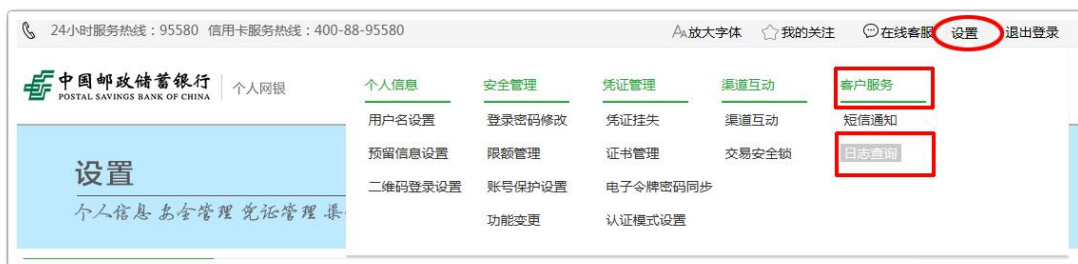 24小时服务热线：95580 信用卡服务热线：400-88-95580 AA放大字体 我的关注 在线客服 设置 退出登录
中国邮政储蓄银行 个人网银
POSTAL SAVINGS BANK OF CHINA
个人信息 安全管理 凭证管理 渠道互动 客户服务
用户名设置 登录密码修改 凭证挂失 渠道互动 短信通知
预留信息设置 限额管理 证书管理 交易安全锁 日志查询
二维码登录设置 账号保护设置 电子令牌密码同步
功能变更 认证模式设置
设置
个人信息 安全管理 凭证管理 渠